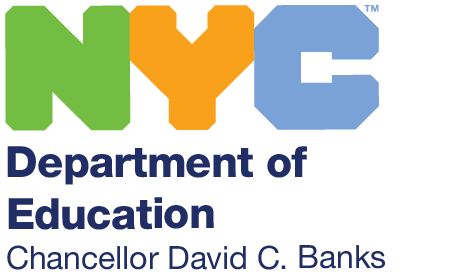 NYC™
Department of
Education
Chancellor David C. Banks